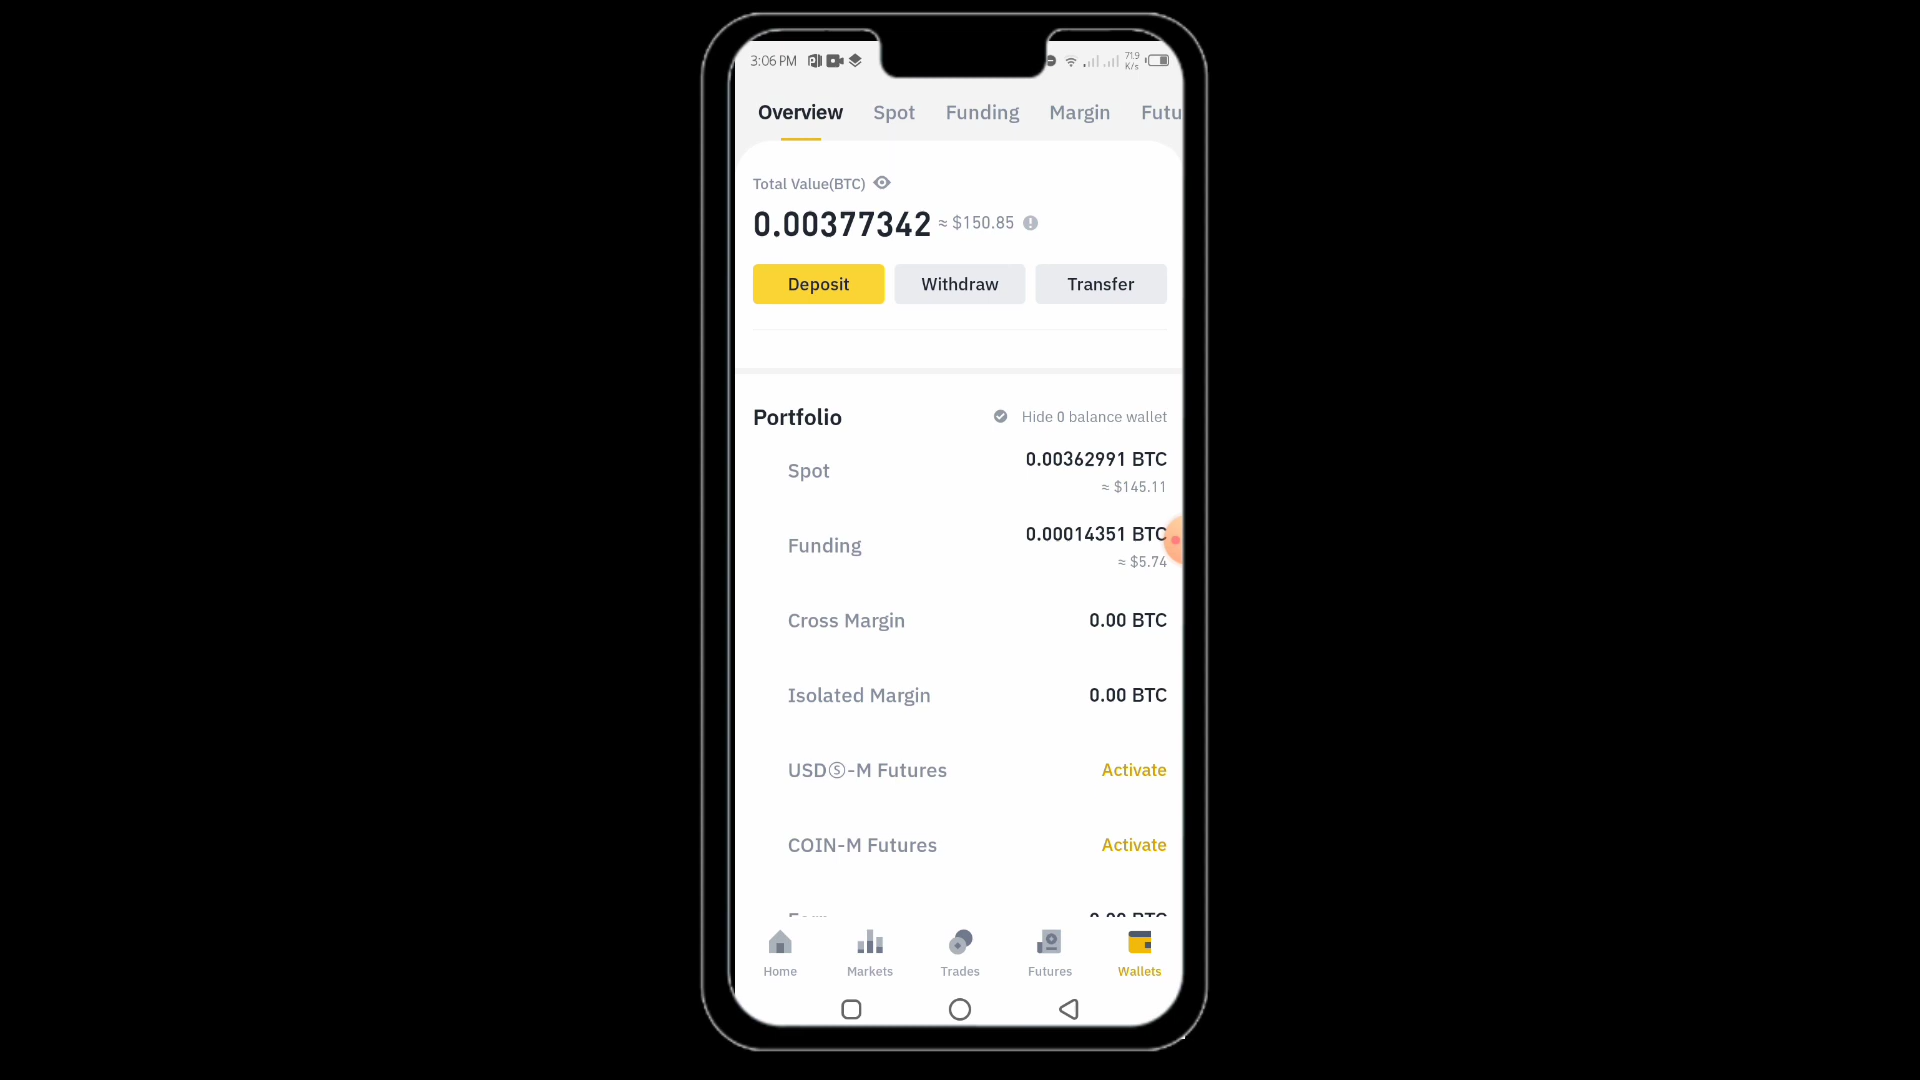 3:06 PM
71.9
K/s
Overview Spot Funding Margin Futu
Total Value(BTC)
0.00377342 ≈ $150.85
Deposit Withdraw Transfer
Portfolio
Hide 0 balance wallet
Spot
0.00362991 BTC
≈ $145.11
Funding
0.00014351 BTC
≈ $5.74
Cross Margin
0.00 BTC
Isolated Margin
0.00 BTC
USDⓈ-M Futures
Activate
COIN-M Futures
Activate
0.00 BTC
Home Markets Trades Futures Wallets